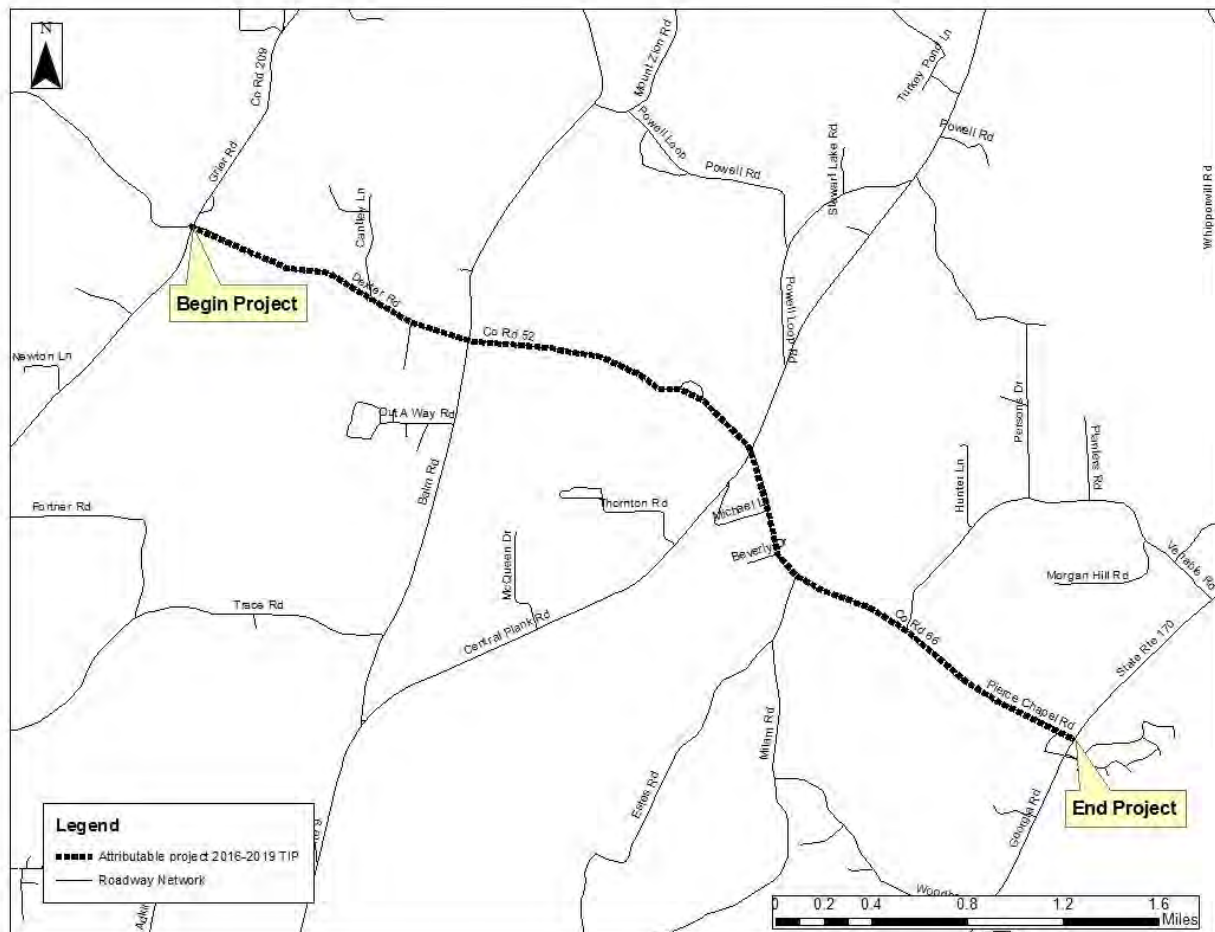 N
Co Rd 209
Grier Rd
Mount Zion Rd
Powell Loop
Powell Rd
Turkey Pond Ln
Powell Rd
Stewart Lake Rd
Whipponwill Rd
Cantley Ln
Dexter Rd
Begin Project
Co Rd 52
Powell Loop Rd
Newton Ln
Out A Way Rd
Balm Rd
Persons Dr
Planters Rd
Hunter Ln
Fortner Rd
Thornton Rd
Michael L
Beverly Dr
McQueen Dr
Venable Rd
Morgan Hill Rd
Trace Rd
Central Plank Rd
Co Rd 66
State Rte 170
Pierce Chapel Rd
Milam Rd
Estes Rd
Georgia Rd
End Project
Legend
Attributable project 2016-2019 TIP
Roadway Network
0 0.2 0.4 0.8 1.2 1.6
Miles